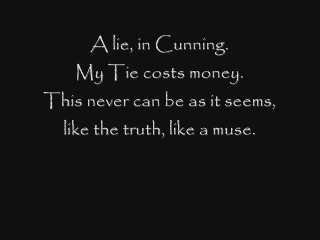 A lie, in Cunning.
My Tie costs money.
This never can be as it seems,
like the truth, like a muse.